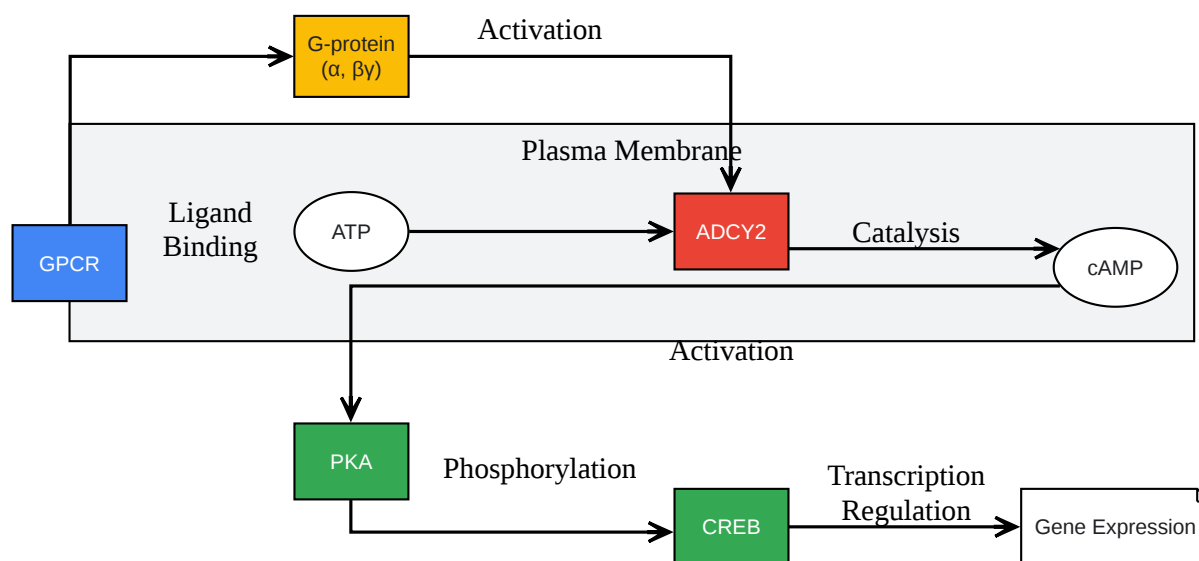 G-protein
(α, βγ)
Activation
Plasma Membrane
Ligand
Binding
GPCR
ATP
ADCY2
Catalysis
cAMP
Activation
PKA
Phosphorylation
CREB
Transcription
Regulation
Gene Expression